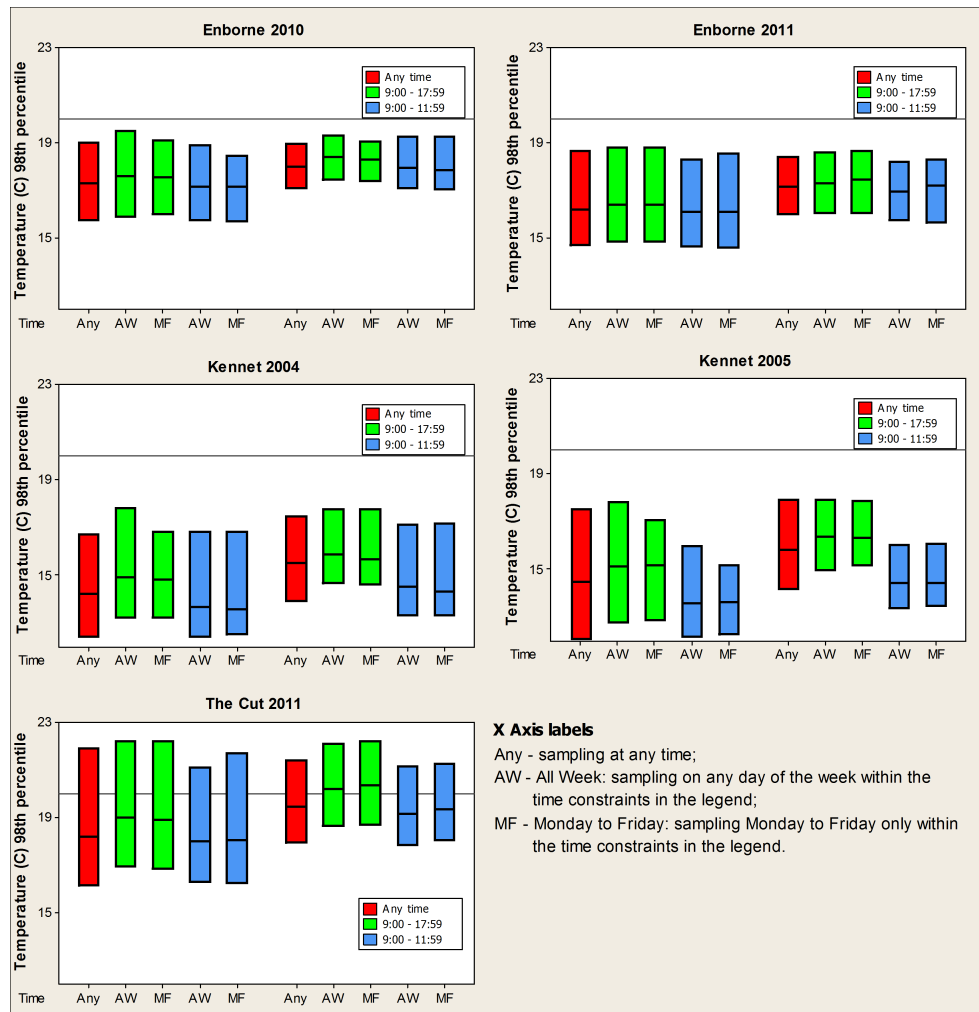 Enborne 2010
Temperature (C) 98th percentile
23
19
15
Any time
9:00 - 17:59
9:00 - 11:59
Time Any AW MF AW MF Any AW MF AW MF
Enborne 2011
Temperature (C) 98th percentile
23
19
15
Any time
9:00 - 17:59
9:00 - 11:59
Time Any AW MF AW MF Any AW MF AW MF
Kennet 2004
Temperature (C) 98th percentile
23
19
15
Any time
9:00 - 17:59
9:00 - 11:59
Time Any AW MF AW MF Any AW MF AW MF
Kennet 2005
Temperature (C) 98th percentile
23
19
15
Any time
9:00 - 17:59
9:00 - 11:59
Time Any AW MF AW MF Any AW MF AW MF
The Cut 2011
Temperature (C) 98th percentile
23
19
15
Any time
9:00 - 17:59
9:00 - 11:59
Time Any AW MF AW MF Any AW MF AW MF
X Axis labels
Any - sampling at any time;
AW - All Week: sampling on any day of the week within the
time constraints in the legend;
MF - Monday to Friday: sampling Monday to Friday only within
the time constraints in the legend.